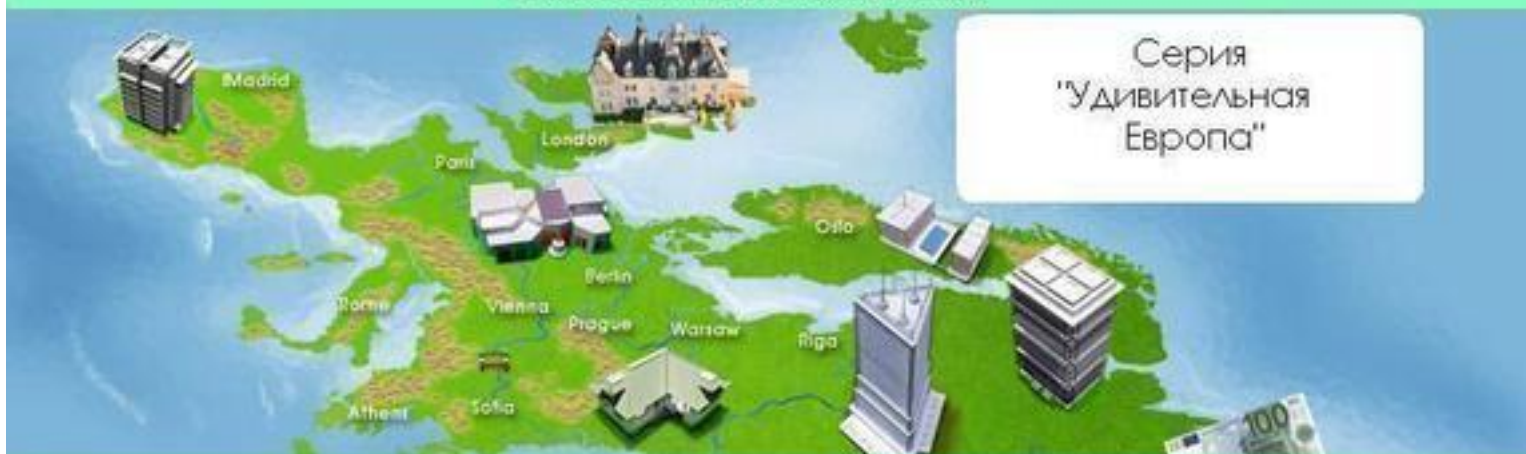 Серия
"Удивительная
Европа"
Madrid
London
Paris
Oslo
Berlin
Rome
Vienna
Prague
Warsaw
Riga
Athens
Sofia
100